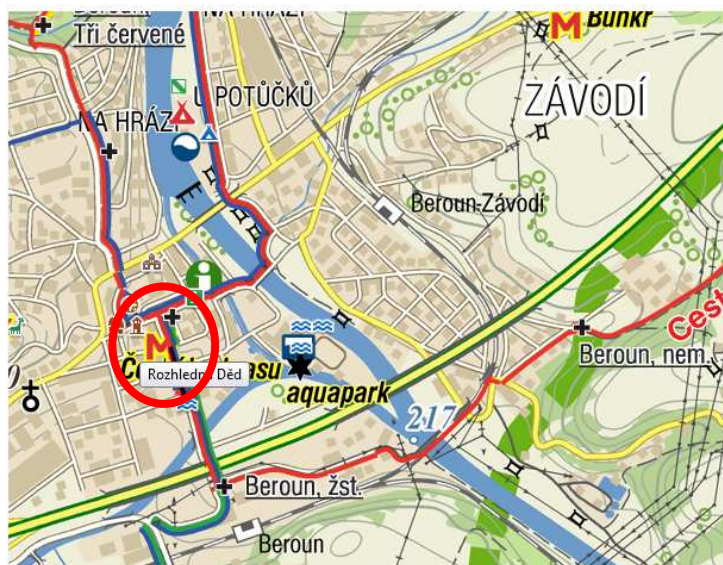 Tři červené
Bunkr
NA HRÁZI
U POTŮČKŮ
ZÁVODÍ
NA HRÁZI
Beroun-Závodí
M
Rozhledna Děd
aquapark
Beroun, nem.
Cest
217
Beroun, žst.
Beroun